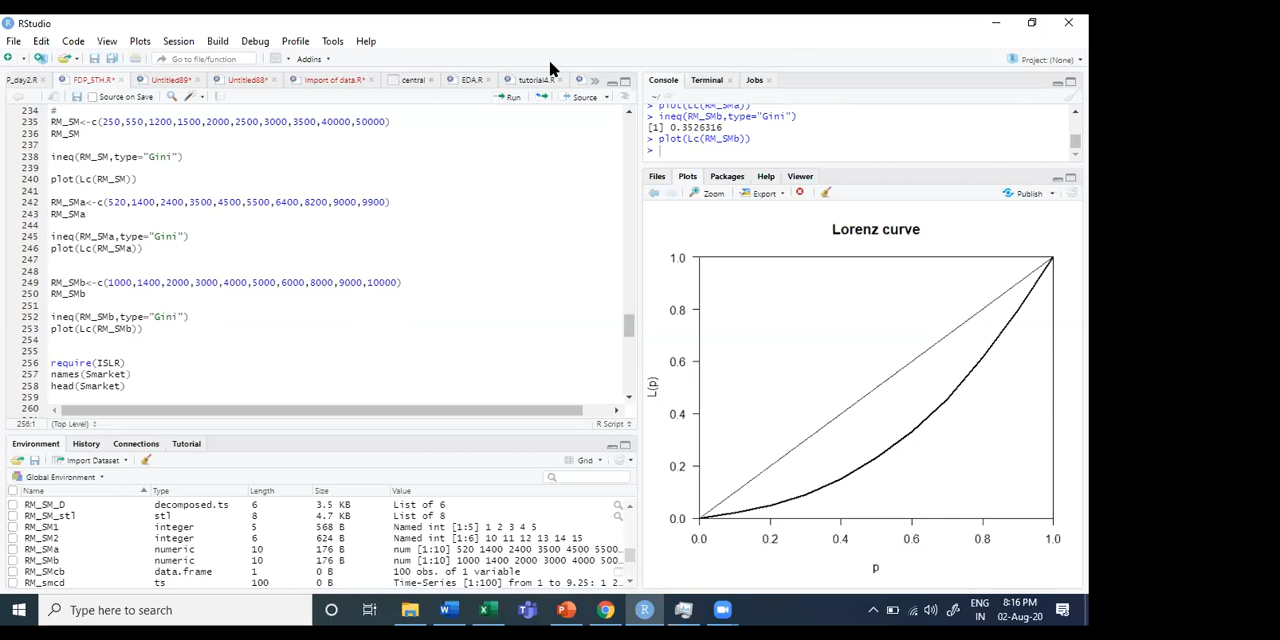 RStudio
File Edit Code View Plots Session Build Debug Profile Tools Help
Go to file/function Addins Project: (None)
P_day2.R FDP_STH.R* Untitled89* Untitled88* Import of data.R* central EDA.R tutorial4.R
Source on Save Run Source
234 #
235 RM_SM<-c(250,550,1200,1500,2000,2500,3000,3500,40000,50000)
236 RM_SM
237
238 ineq(RM_SM,type="Gini")
239
240 plot(Lc(RM_SM))
241
242 RM_SMa<-c(520,1400,2400,3500,4500,5500,6400,8200,9000,9900)
243 RM_SMa
244
245 ineq(RM_SMa,type="Gini")
246 plot(Lc(RM_SMa))
247
248
249 RM_SMb<-c(1000,1400,2000,3000,4000,5000,6000,8000,9000,10000)
250 RM_SMb
251
252 ineq(RM_SMb,type="Gini")
253 plot(Lc(RM_SMb))
254
255
256 require(ISLR)
257 names(Smarket)
258 head(Smarket)
259
260
256:1 (Top Level) R Script
Environment History Connections Tutorial
Import Dataset Grid
Global Environment
Name Type Length Size Value
RM_SM_D decomposed.ts 6 3.5 KB List of 6
RM_SM_stl stl 8 4.7 KB List of 8
RM_SM1 integer 5 568 B Named int [1:5] 1 2 3 4 5
RM_SM2 integer 6 624 B Named int [1:6] 10 11 12 13 14 15
RM_SMa numeric 10 176 B num [1:10] 520 1400 2400 3500 4500 5500...
RM_SMb numeric 10 176 B num [1:10] 1000 1400 2000 3000 4000 500...
RM_SMcb data.frame 1 0 B 100 obs. of 1 variable
RM_smcd ts 100 0 B Time-Series [1:100] from 1 to 9.25: 1 2...
Console Terminal Jobs
~/
> plot(Lc(RM_SMa))
> ineq(RM_SMb,type="Gini")
[1] 0.3526316
> plot(Lc(RM_SMb))
>
Files Plots Packages Help Viewer
Zoom Export Publish
Lorenz curve
1.0
0.8
0.6
0.4
0.2
0.0
L(p)
0.0 0.2 0.4 0.6 0.8 1.0
p
Type here to search
ENG
IN
8:16 PM
02-Aug-20